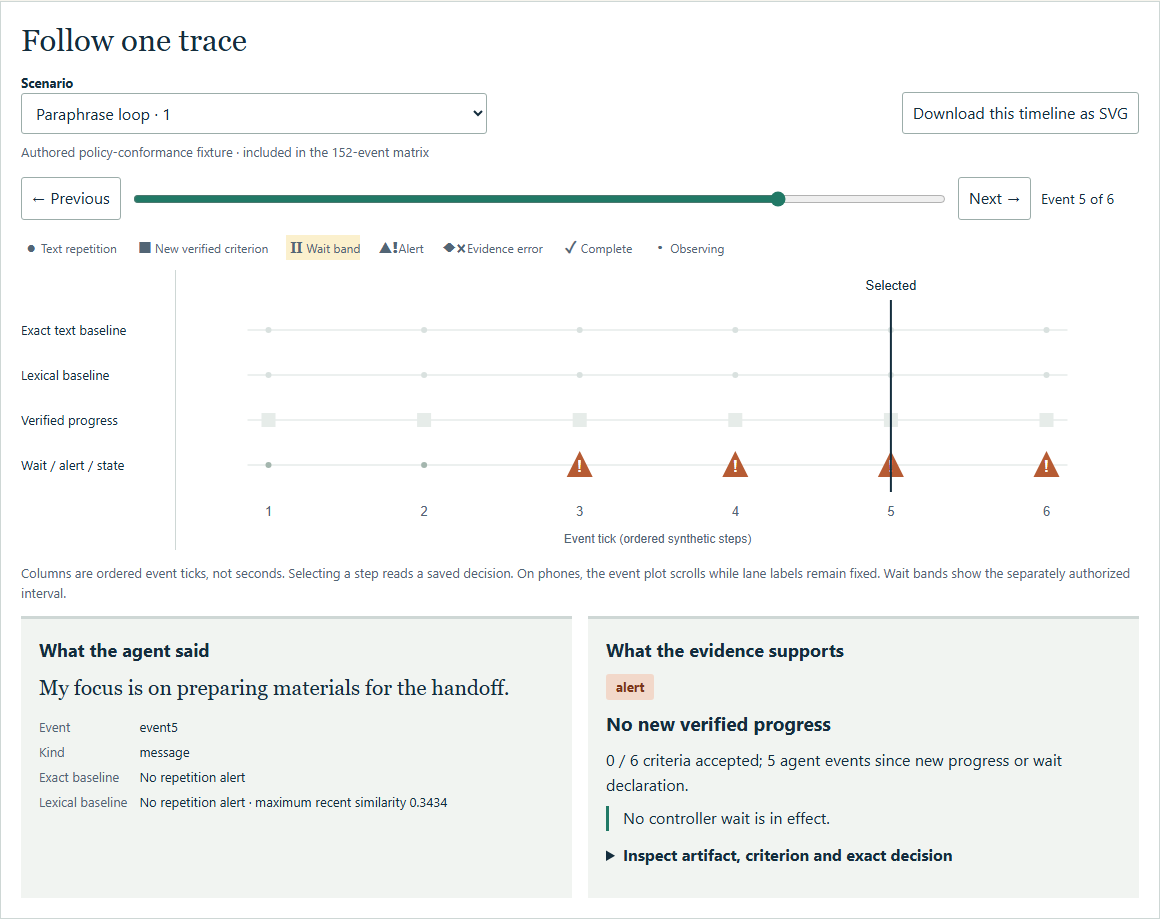 Follow one trace
Scenario
Paraphrase loop · 1
Download this timeline as SVG
Authored policy-conformance fixture · included in the 152-event matrix
← Previous
Next →
Event 5 of 6
Text repetition
New verified criterion
Wait band
Alert
Evidence error
Complete
Observing
Selected
Exact text baseline
Lexical baseline
Verified progress
Wait / alert / state
1 2 3 4 5 6
Event tick (ordered synthetic steps)
Columns are ordered event ticks, not seconds. Selecting a step reads a saved decision. On phones, the event plot scrolls while lane labels remain fixed. Wait bands show the separately authorized
interval.
What the agent said
My focus is on preparing materials for the handoff.
Event event5
Kind message
Exact baseline No repetition alert
Lexical baseline No repetition alert · maximum recent similarity 0.3434
What the evidence supports
alert
No new verified progress
0 / 6 criteria accepted; 5 agent events since new progress or wait
declaration.
No controller wait is in effect.
Inspect artifact, criterion and exact decision